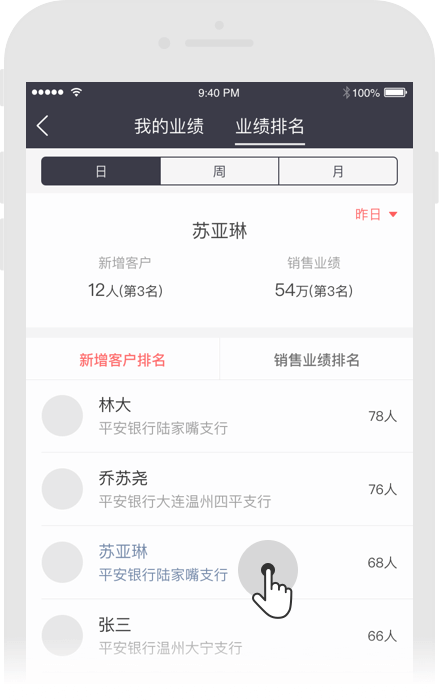 9:40 PM 100%
我的业绩 业绩排名
日 周 月
昨日
苏亚琳
新增客户 销售业绩
12人(第3名) 54万(第3名)
新增客户排名 销售业绩排名
林大
平安银行陆家嘴支行
78人
乔苏尧
平安银行大连温州四平支行
76人
苏亚琳
平安银行陆家嘴支行
68人
张三
平安银行温州大宁支行
66人